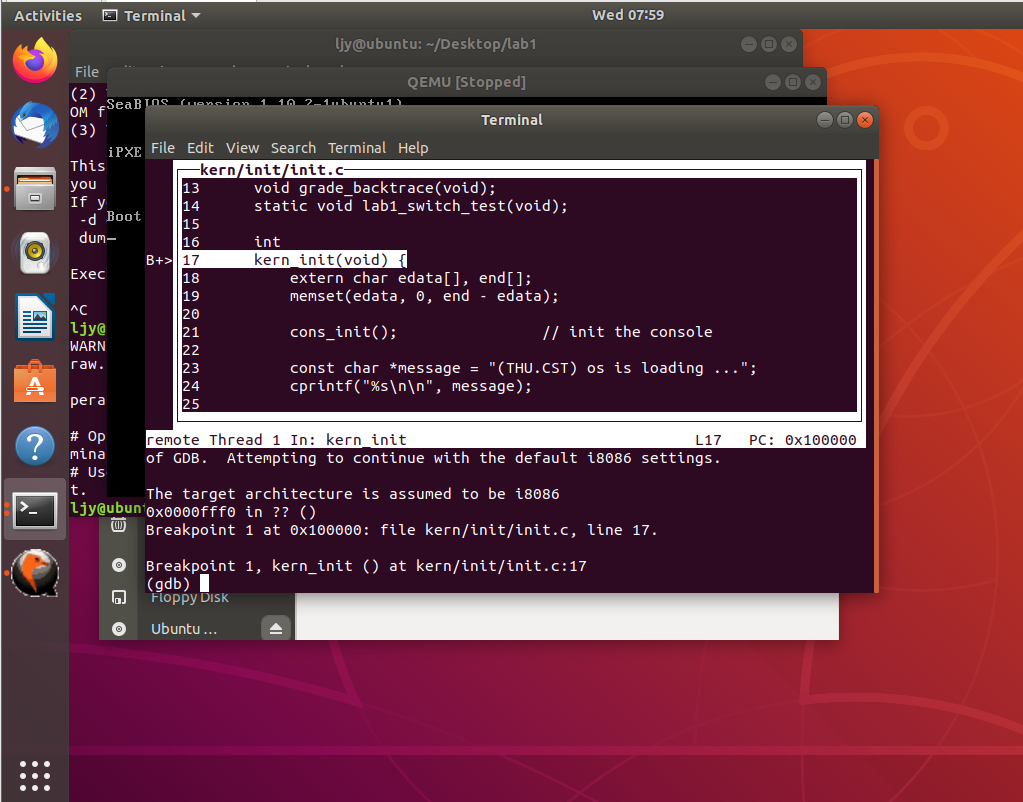 Activities
Terminal
Wed 07:59
ljy@ubuntu: ~/Desktop/lab1
File
QEMU [Stopped]
(2)
OM f
(3)
This
you
If y
-d
dum
Exec
^C
ljy@
WARN
raw.
pera
# Op
mina
# Us
t.
ljy@ubunt
SeaBIOS (version 1.10.2-1ubuntu1)
iPXE
Boot
Terminal
File Edit View Search Terminal Help
kern/init/init.c
13 void grade_backtrace(void);
14 static void lab1_switch_test(void);
15
16 int
B+> 17 kern_init(void) {
18 extern char edata[], end[];
19 memset(edata, 0, end - edata);
20
21 cons_init(); // init the console
22
23 const char *message = "(THU.CST) os is loading ...";
24 cprintf("%s\n\n", message);
25
remote Thread 1 In: kern_init L17 PC: 0x100000
of GDB. Attempting to continue with the default i8086 settings.
The target architecture is assumed to be i8086
0x0000fff0 in ?? ()
Breakpoint 1 at 0x100000: file kern/init/init.c, line 17.
Breakpoint 1, kern_init () at kern/init/init.c:17
(gdb)
Floppy Disk
Ubuntu ...